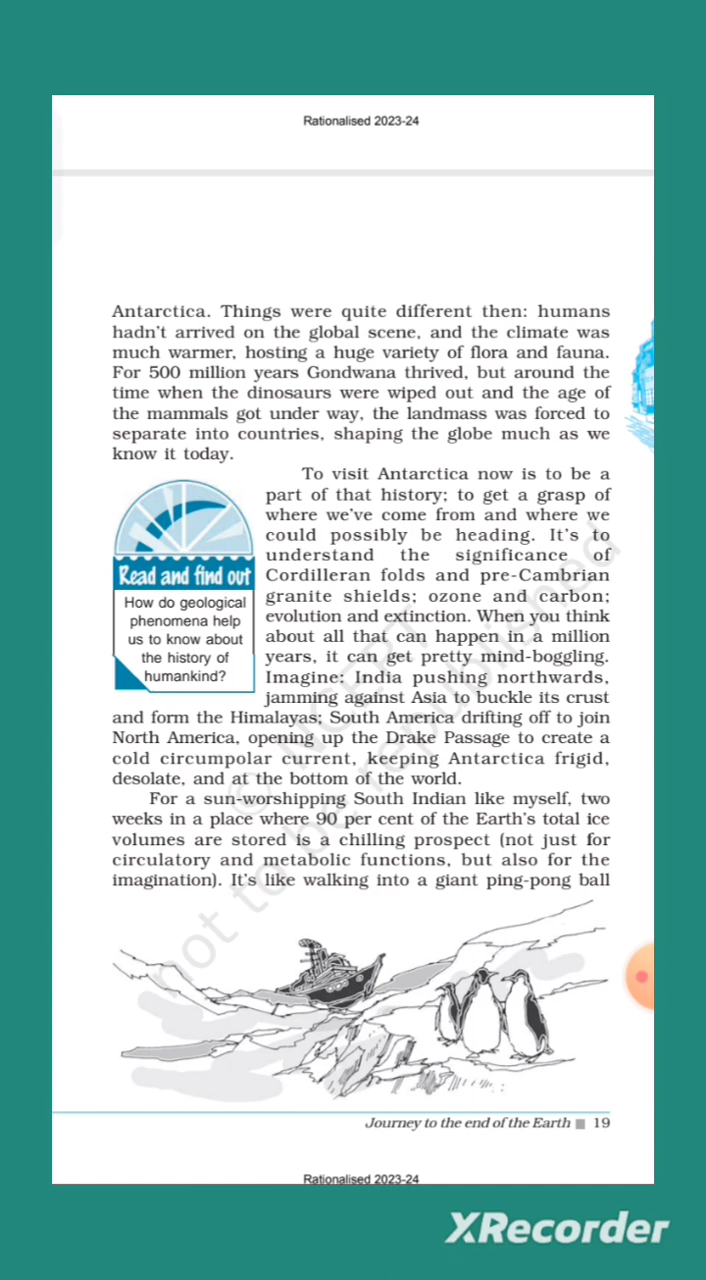 Rationalised 2023-24
Antarctica. Things were quite different then: humans
hadn't arrived on the global scene, and the climate was
much warmer, hosting a huge variety of flora and fauna.
For 500 million years Gondwana thrived, but around the
time when the dinosaurs were wiped out and the age of
the mammals got under way, the landmass was forced to
separate into countries, shaping the globe much as we
know it today.
To visit Antarctica now is to be a
part of that history; to get a grasp of
where we've come from and where we
could possibly be heading. It's to
understand the significance of
Cordilleran folds and pre-Cambrian
granite shields; ozone and carbon;
evolution and extinction. When you think
about all that can happen in a million
years, it can get pretty mind-boggling.
Imagine: India pushing northwards,
jamming against Asia to buckle its crust
and form the Himalayas; South America drifting off to join
North America, opening up the Drake Passage to create a
cold circumpolar current, keeping Antarctica frigid,
desolate, and at the bottom of the world.
Read and find out
How do geological
phenomena help
us to know about
the history of
humankind?
For a sun-worshipping South Indian like myself, two
weeks in a place where 90 per cent of the Earth's total ice
volumes are stored is a chilling prospect (not just for
circulatory and metabolic functions, but also for the
imagination). It's like walking into a giant ping-pong ball
© NCERT
not to be republished
Journey to the end of the Earth ■ 19
Rationalised 2023-24
XRecorder